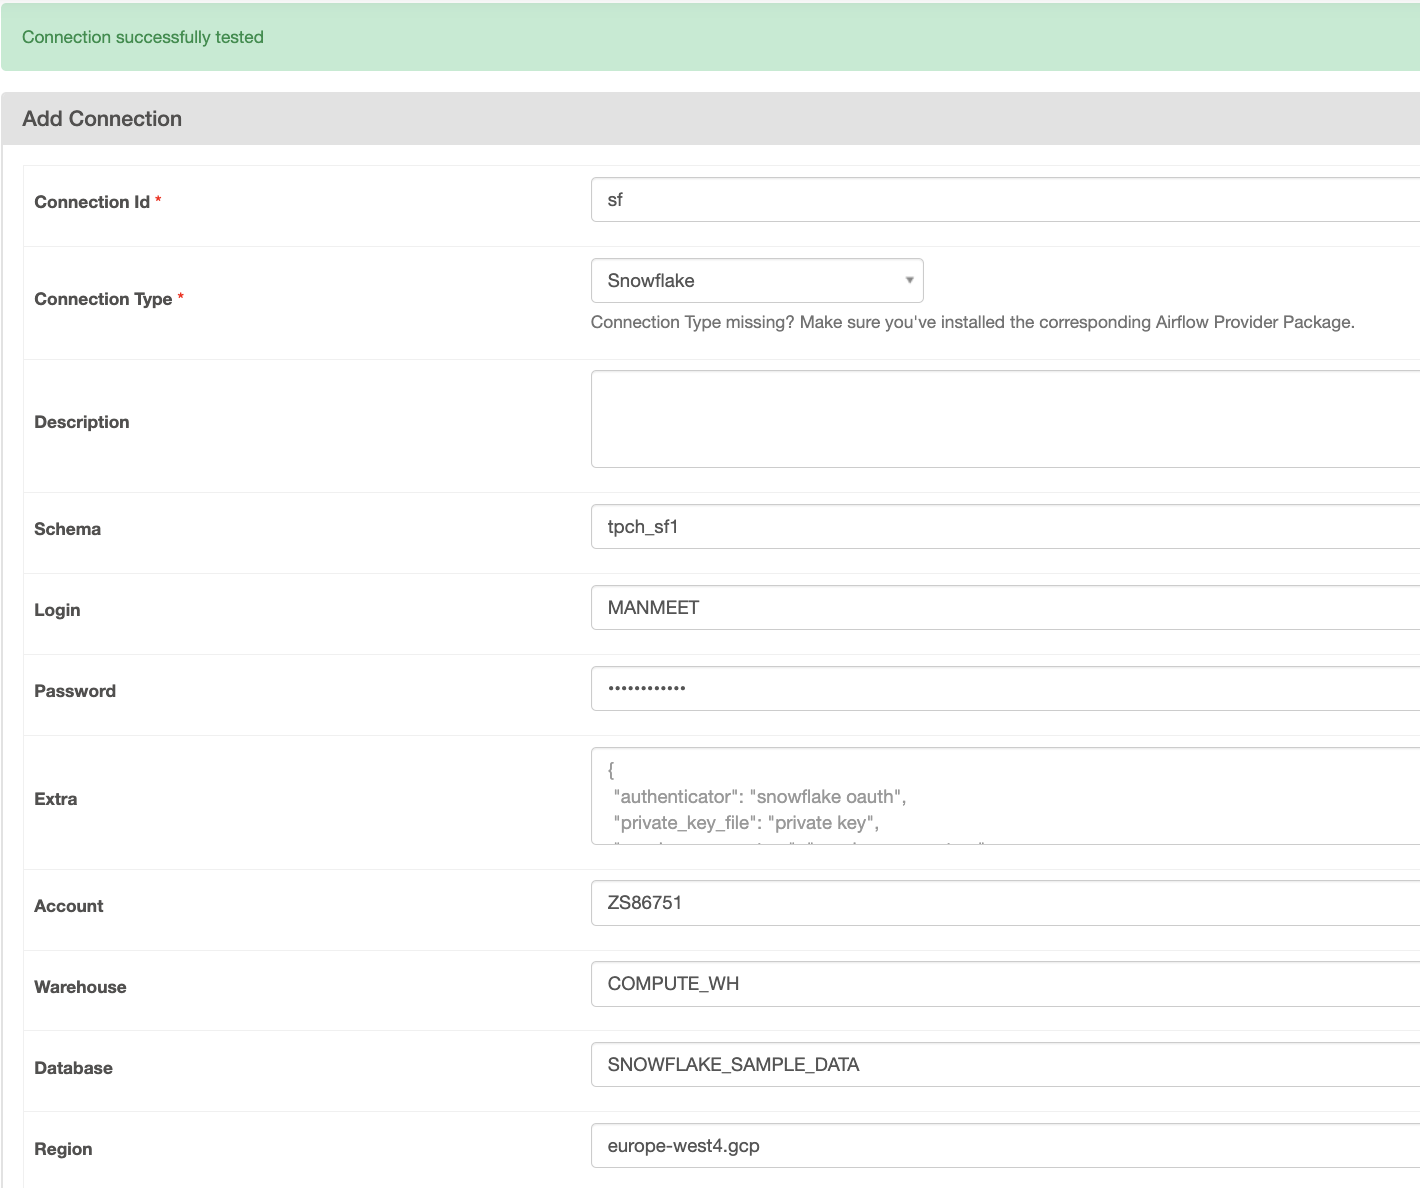 Connection successfully tested
Add Connection
Connection Id *
sf
Connection Type *
Snowflake
Connection Type missing? Make sure you've installed the corresponding Airflow Provider Package.
Description
Schema
tpch_sf1
Login
MANMEET
Password
••••••••••••
Extra
{
"authenticator": "snowflake oauth",
"private_key_file": "private key",
Account
ZS86751
Warehouse
COMPUTE_WH
Database
SNOWFLAKE_SAMPLE_DATA
Region
europe-west4.gcp